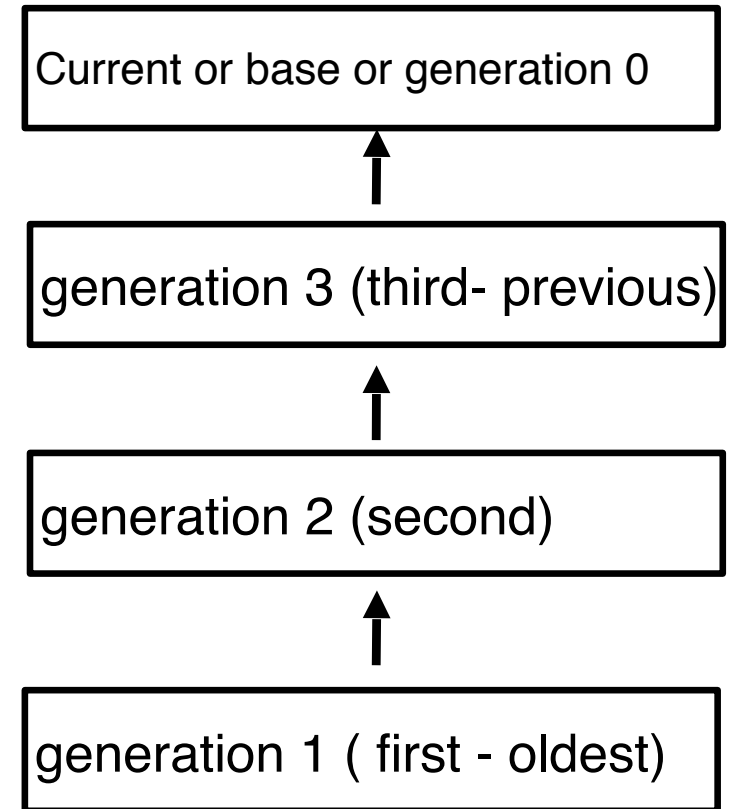 Current or base or generation 0
generation 3 (third- previous)
generation 2 (second)
generation 1 ( first - oldest)